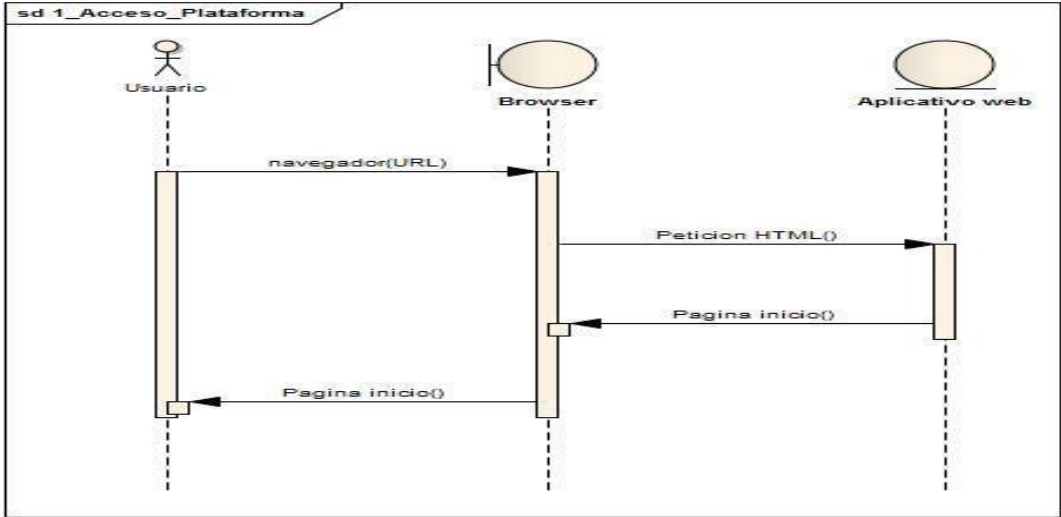 sd 1_Acceso_Plataforma
Usuario
Browser
Aplicativo web
navegador(URL)
Peticion HTML()
Pagina inicio()
Pagina inicio()